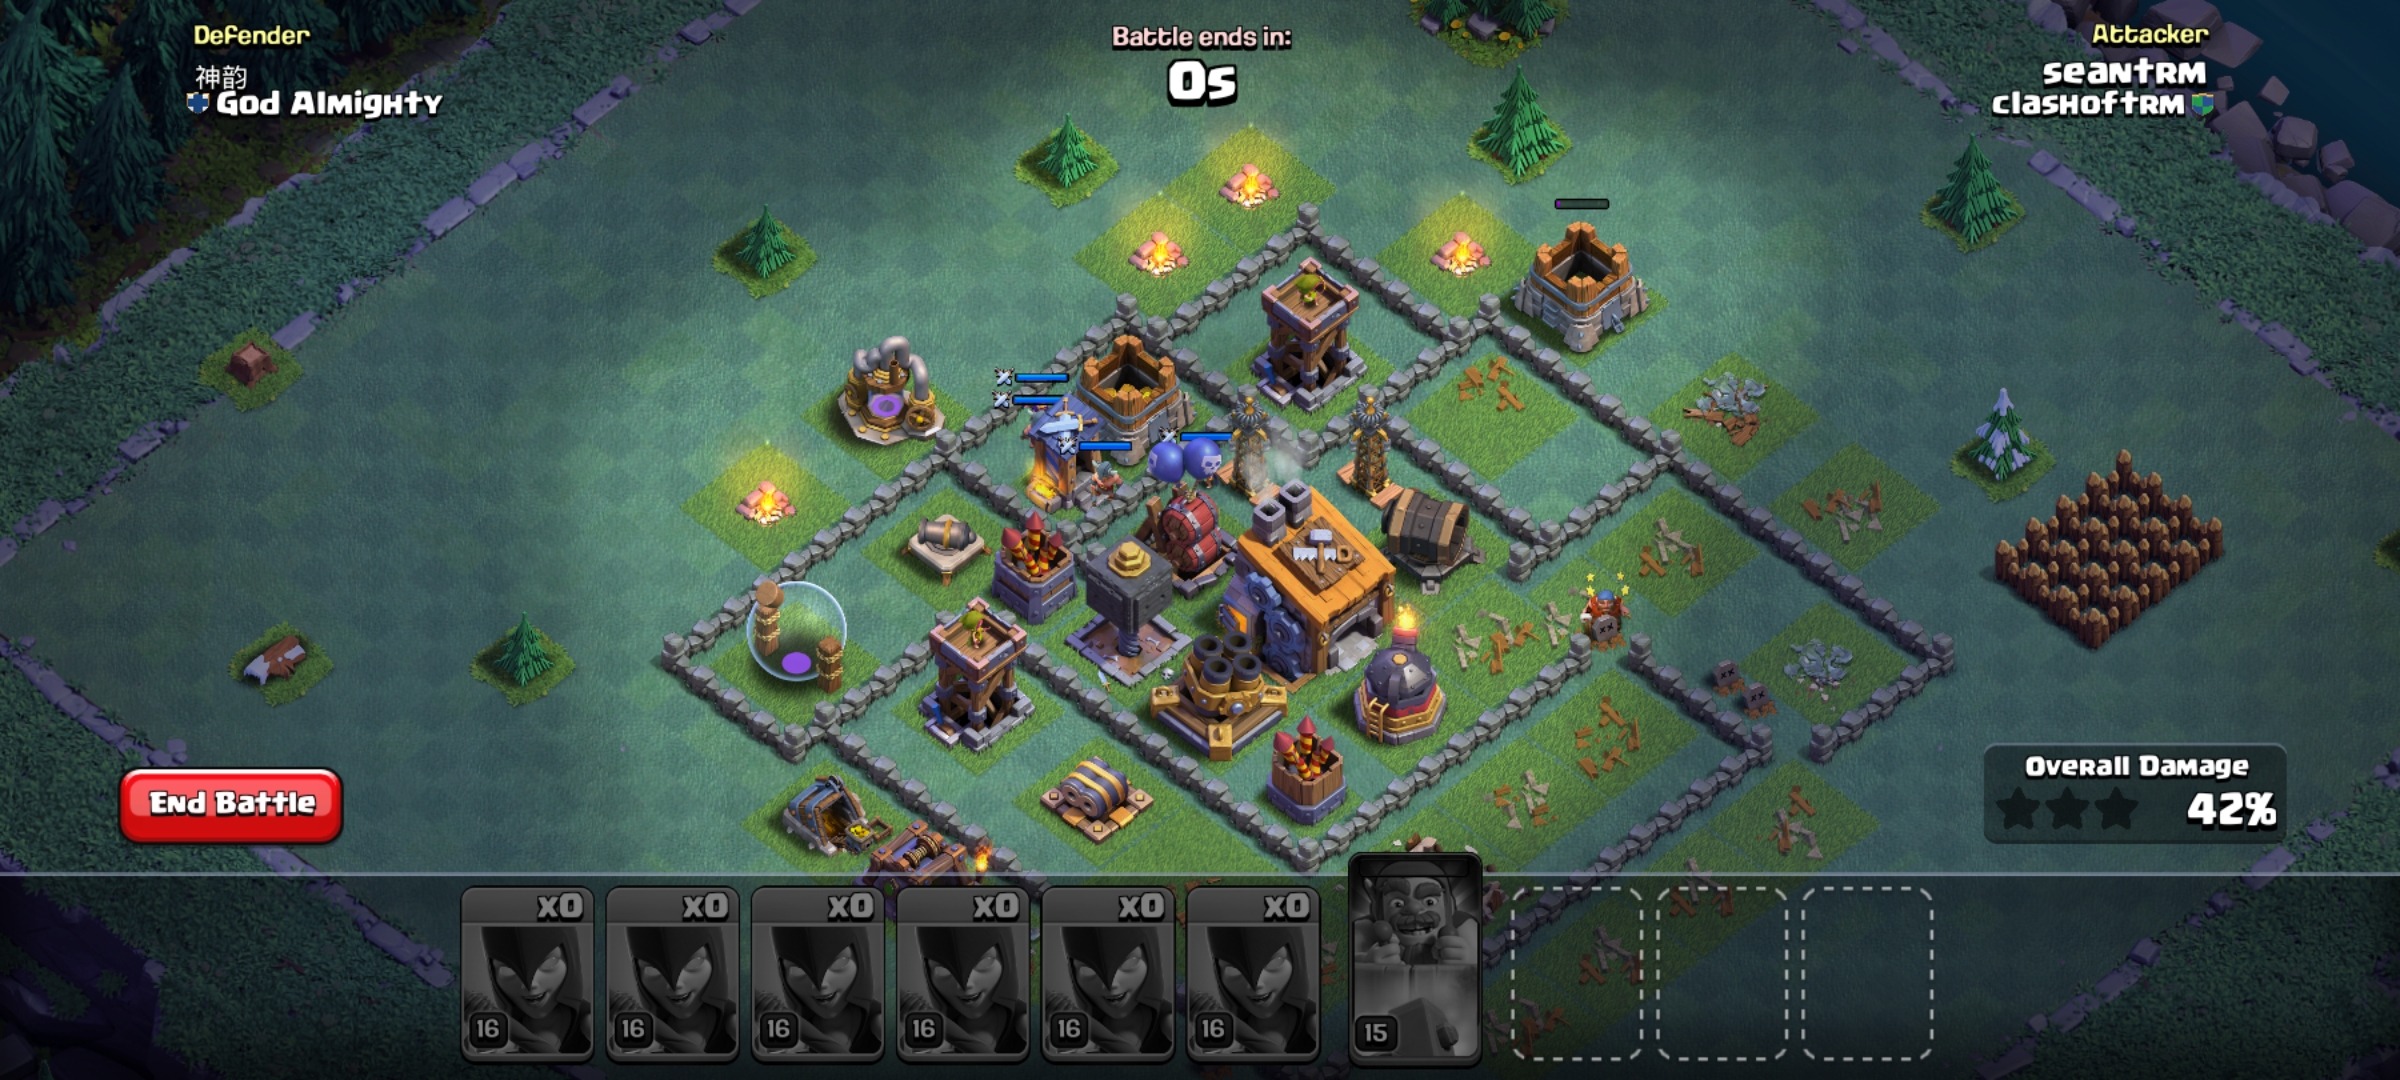 Defender
神韵
God Almighty
Battle ends in:
0s
Attacker
seantRM
clashoftRM
End Battle
Overall Damage
42%
x0
x0
x0
x0
x0
x0
16
16
16
16
16
16
15